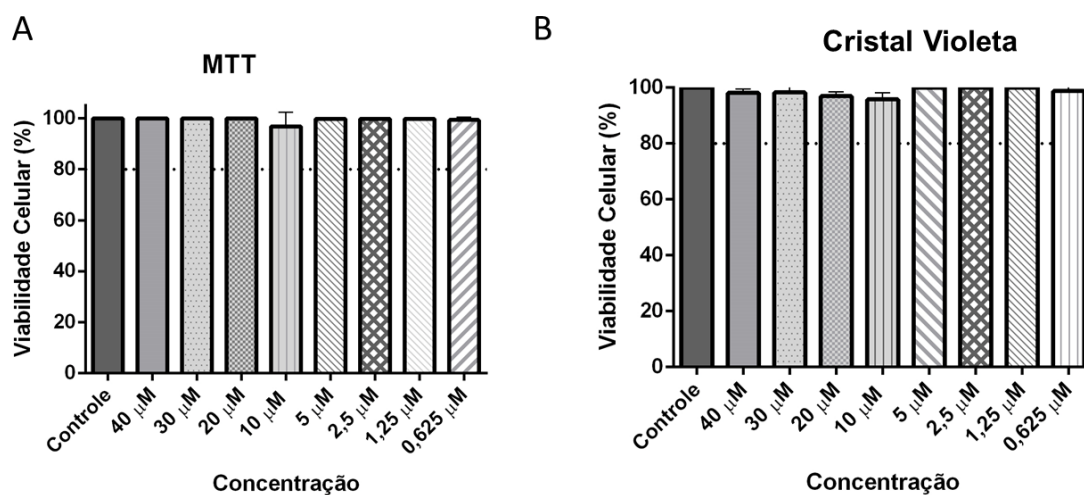 A
MTT
Viabilidade Celular (%)
100
80
60
40
20
0
Controle
40 μM
30 μM
20 μM
10 μM
5 μM
2,5 μM
1,25 μM
0,625 μM
Concentração
B
Cristal Violeta
Viabilidade Celular (%)
100
80
60
40
20
0
Controle
40 μM
30 μM
20 μM
10 μM
5 μM
2,5 μM
1,25 μM
0,625 μM
Concentração